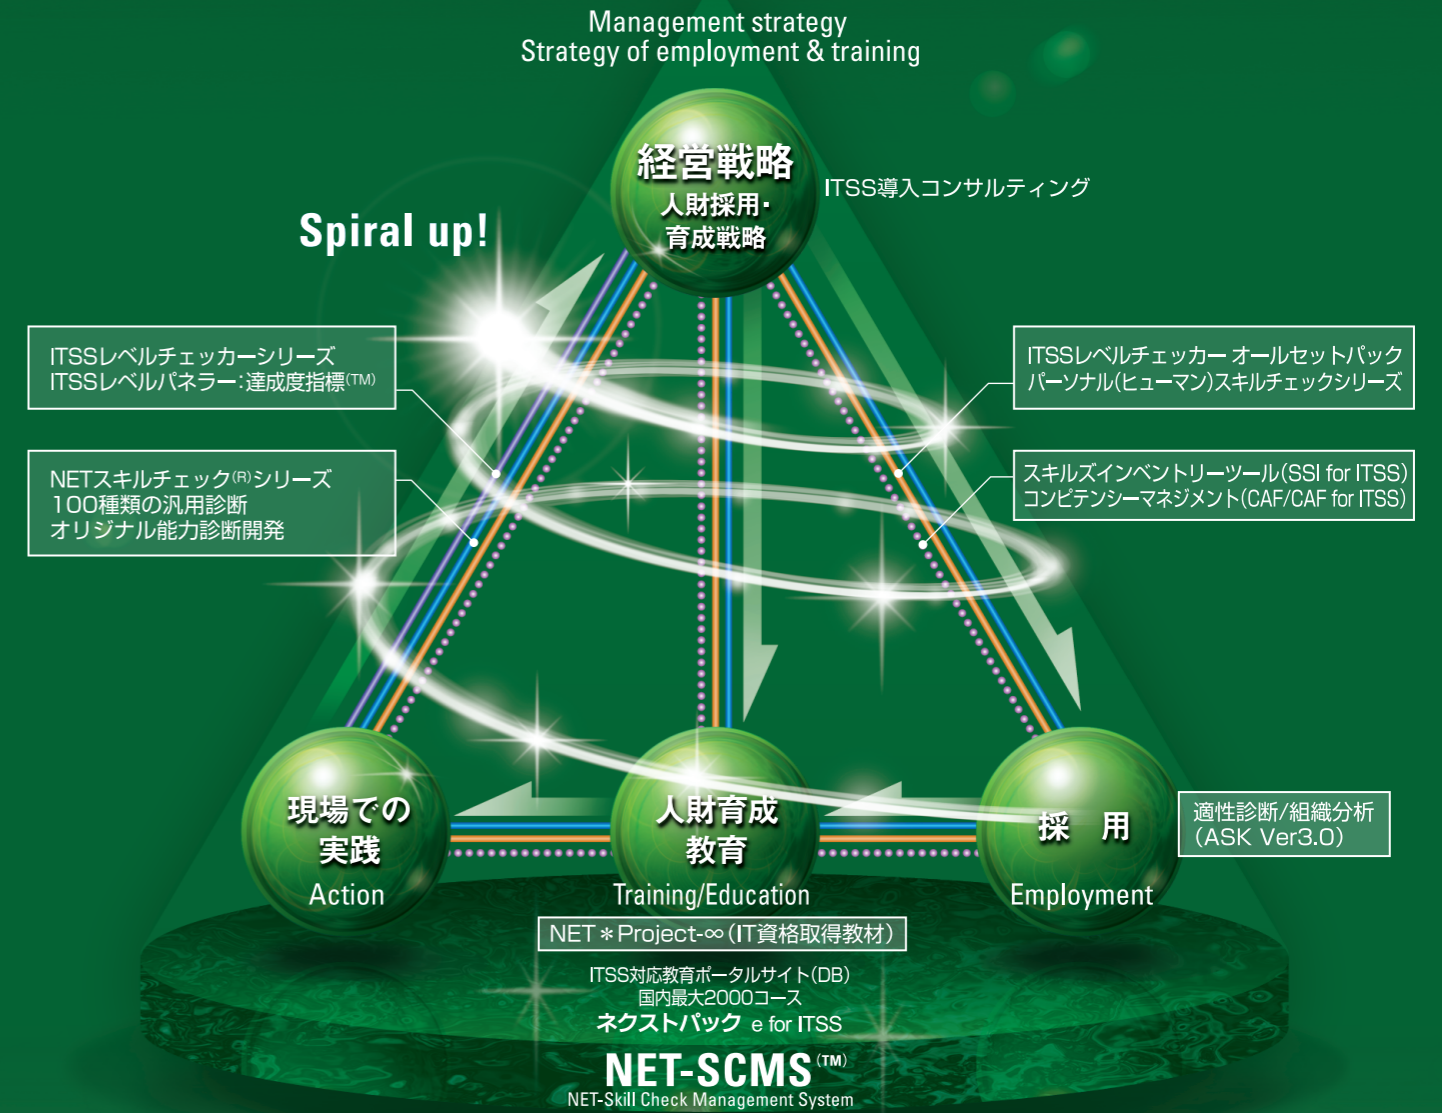 Management strategy
Strategy of employment & training
経営戦略
人財採用・
育成戦略
ITSS導入コンサルティング
Spiral up!
ITSSレベルチェッカーシリーズ
ITSSレベルパネラー：達成度指標(TM)
NETスキルチェック(R)シリーズ
100種類の汎用診断
オリジナル能力診断開発
ITSSレベルチェッカー オールセットパック
パーソナル(ヒューマン)スキルチェックシリーズ
スキルズインベントリーツール(SSI for ITSS)
コンピテンシーマネジメント(CAF/CAF for ITSS)
現場での
実践
Action
人財育成
教育
Training/Education
採　用
Employment
適性診断/組織分析
(ASK Ver3.0)
NET＊Project-∞(IT資格取得教材)
ITSS対応教育ポータルサイト(DB)
国内最大2000コース
ネクストパック e for ITSS
NET-SCMS(TM)
NET-Skill Check Management System